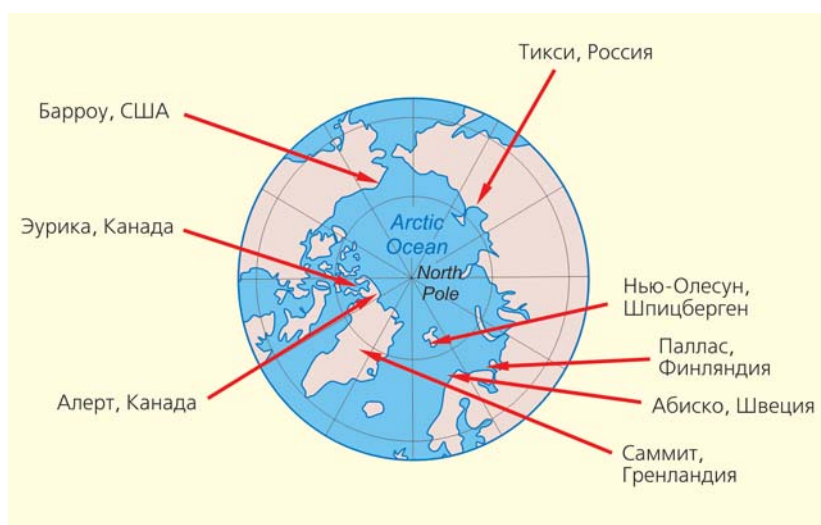 Тикси, Россия
Барроу, США
Эурика, Канада
Arctic
Ocean
North
Pole
Нью-Олесун,
Шпицберген
Паллас,
Финляндия
Абиско, Швеция
Алерт, Канада
Саммит,
Гренландия